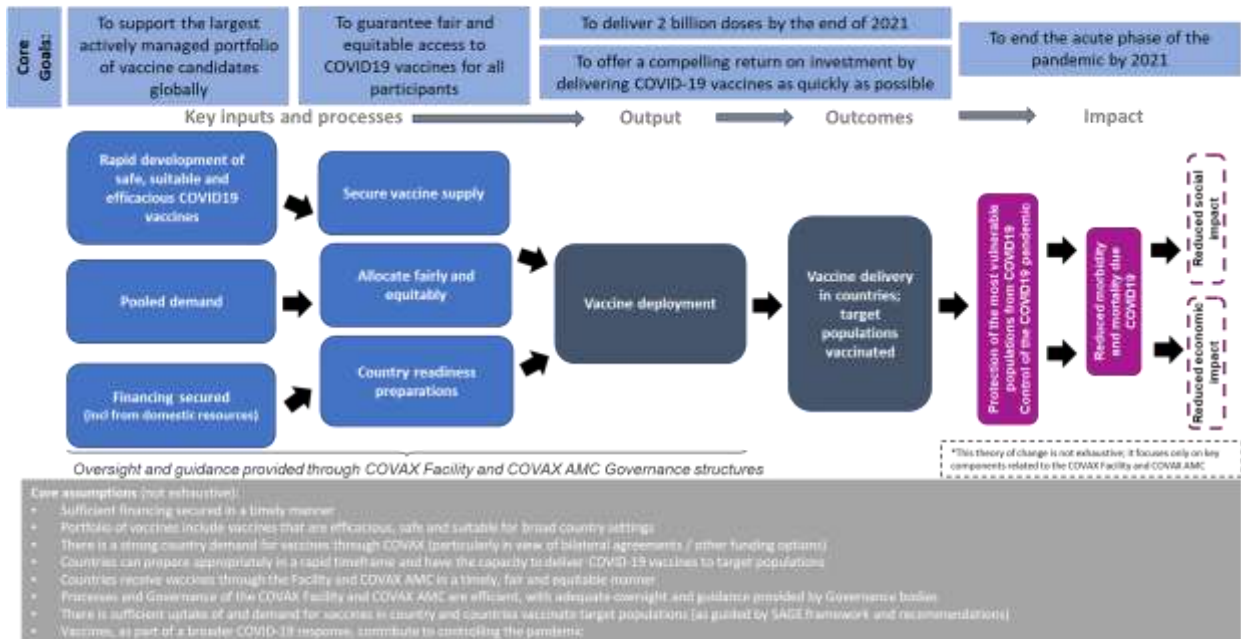 Core
Goals:
To support the largest
actively managed portfolio
of vaccine candidates
globally
To guarantee fair and
equitable access to
COVID19 vaccines for all
participants
To deliver 2 billion doses by the end of 2021
To offer a compelling return on investment by
delivering COVID-19 vaccines as quickly as possible
To end the acute phase of the
pandemic by 2021
Key inputs and processes
Output
Outcomes
Impact
Rapid development of
safe, suitable and
efficacious COVID19
vaccines
Pooled demand
Financing secured
(incl from domestic resources)
Secure vaccine supply
Allocate fairly and
equitably
Country readiness
preparations
Vaccine deployment
Vaccine delivery
in countries;
target
populations
vaccinated
Protection of the most vulnerable
populations from COVID19
Control of the COVID19 pandemic
Reduced morbidity
and mortality due
COVID19
Reduced social
impact
Reduced economic
impact
Oversight and guidance provided through COVAX Facility and COVAX AMC Governance structures
*This theory of change is not exhaustive; it focuses only on key
components related to the COVAX Facility and COVAX AMC
Core assumptions (not exhaustive):
• Sufficient financing secured in a timely manner
• Portfolio of vaccines include vaccines that are efficacious, safe and suitable for broad country settings
• There is a strong country demand for vaccines through COVAX (particularly in view of bilateral agreements / other funding options)
• Countries can prepare appropriately in a rapid timeframe and have the capacity to deliver COVID-19 vaccines to target populations
• Countries receive vaccines through the Facility and COVAX AMC in a timely, fair and equitable manner
• Processes and Governance of the COVAX Facility and COVAX AMC are efficient, with adequate oversight and guidance provided by Governance bodies
• There is sufficient uptake of and demand for vaccines in country and countries vaccinate target populations (as guided by SAGE framework and recommendations)
• Vaccines, as part of a broader COVID-19 response, contribute to controlling the pandemic